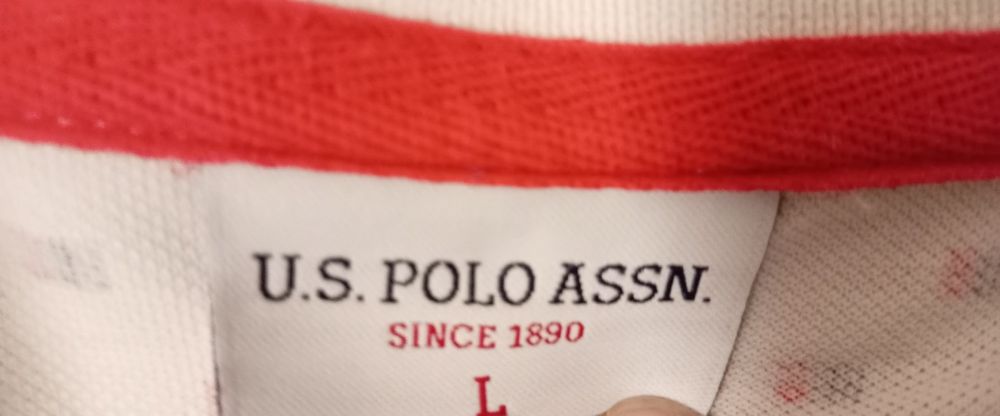 U.S. POLO ASSN.
SINCE 1890
L